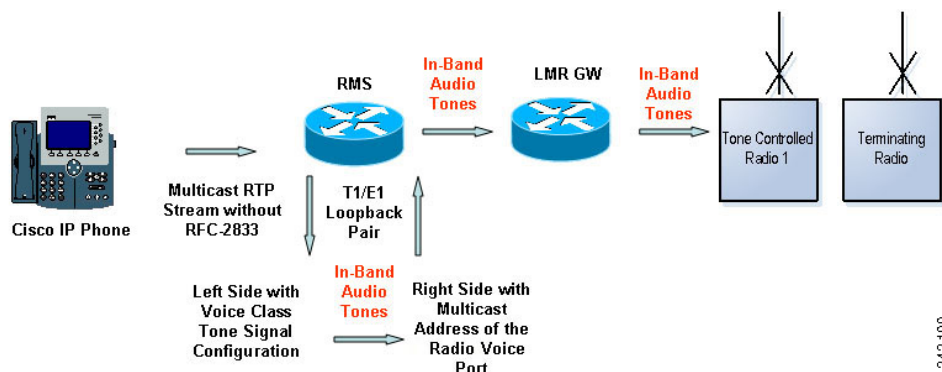 Cisco IP Phone
Multicast RTP
Stream without
RFC-2833
RMS
T1/E1
Loopback
Pair
Left Side with
Voice Class
Tone Signal
Configuration
In-Band
Audio
Tones
Right Side with
Multicast
Address of the
Radio Voice
Port
In-Band
Audio
Tones
LMR GW
In-Band
Audio
Tones
Tone Controlled
Radio 1
Terminating
Radio